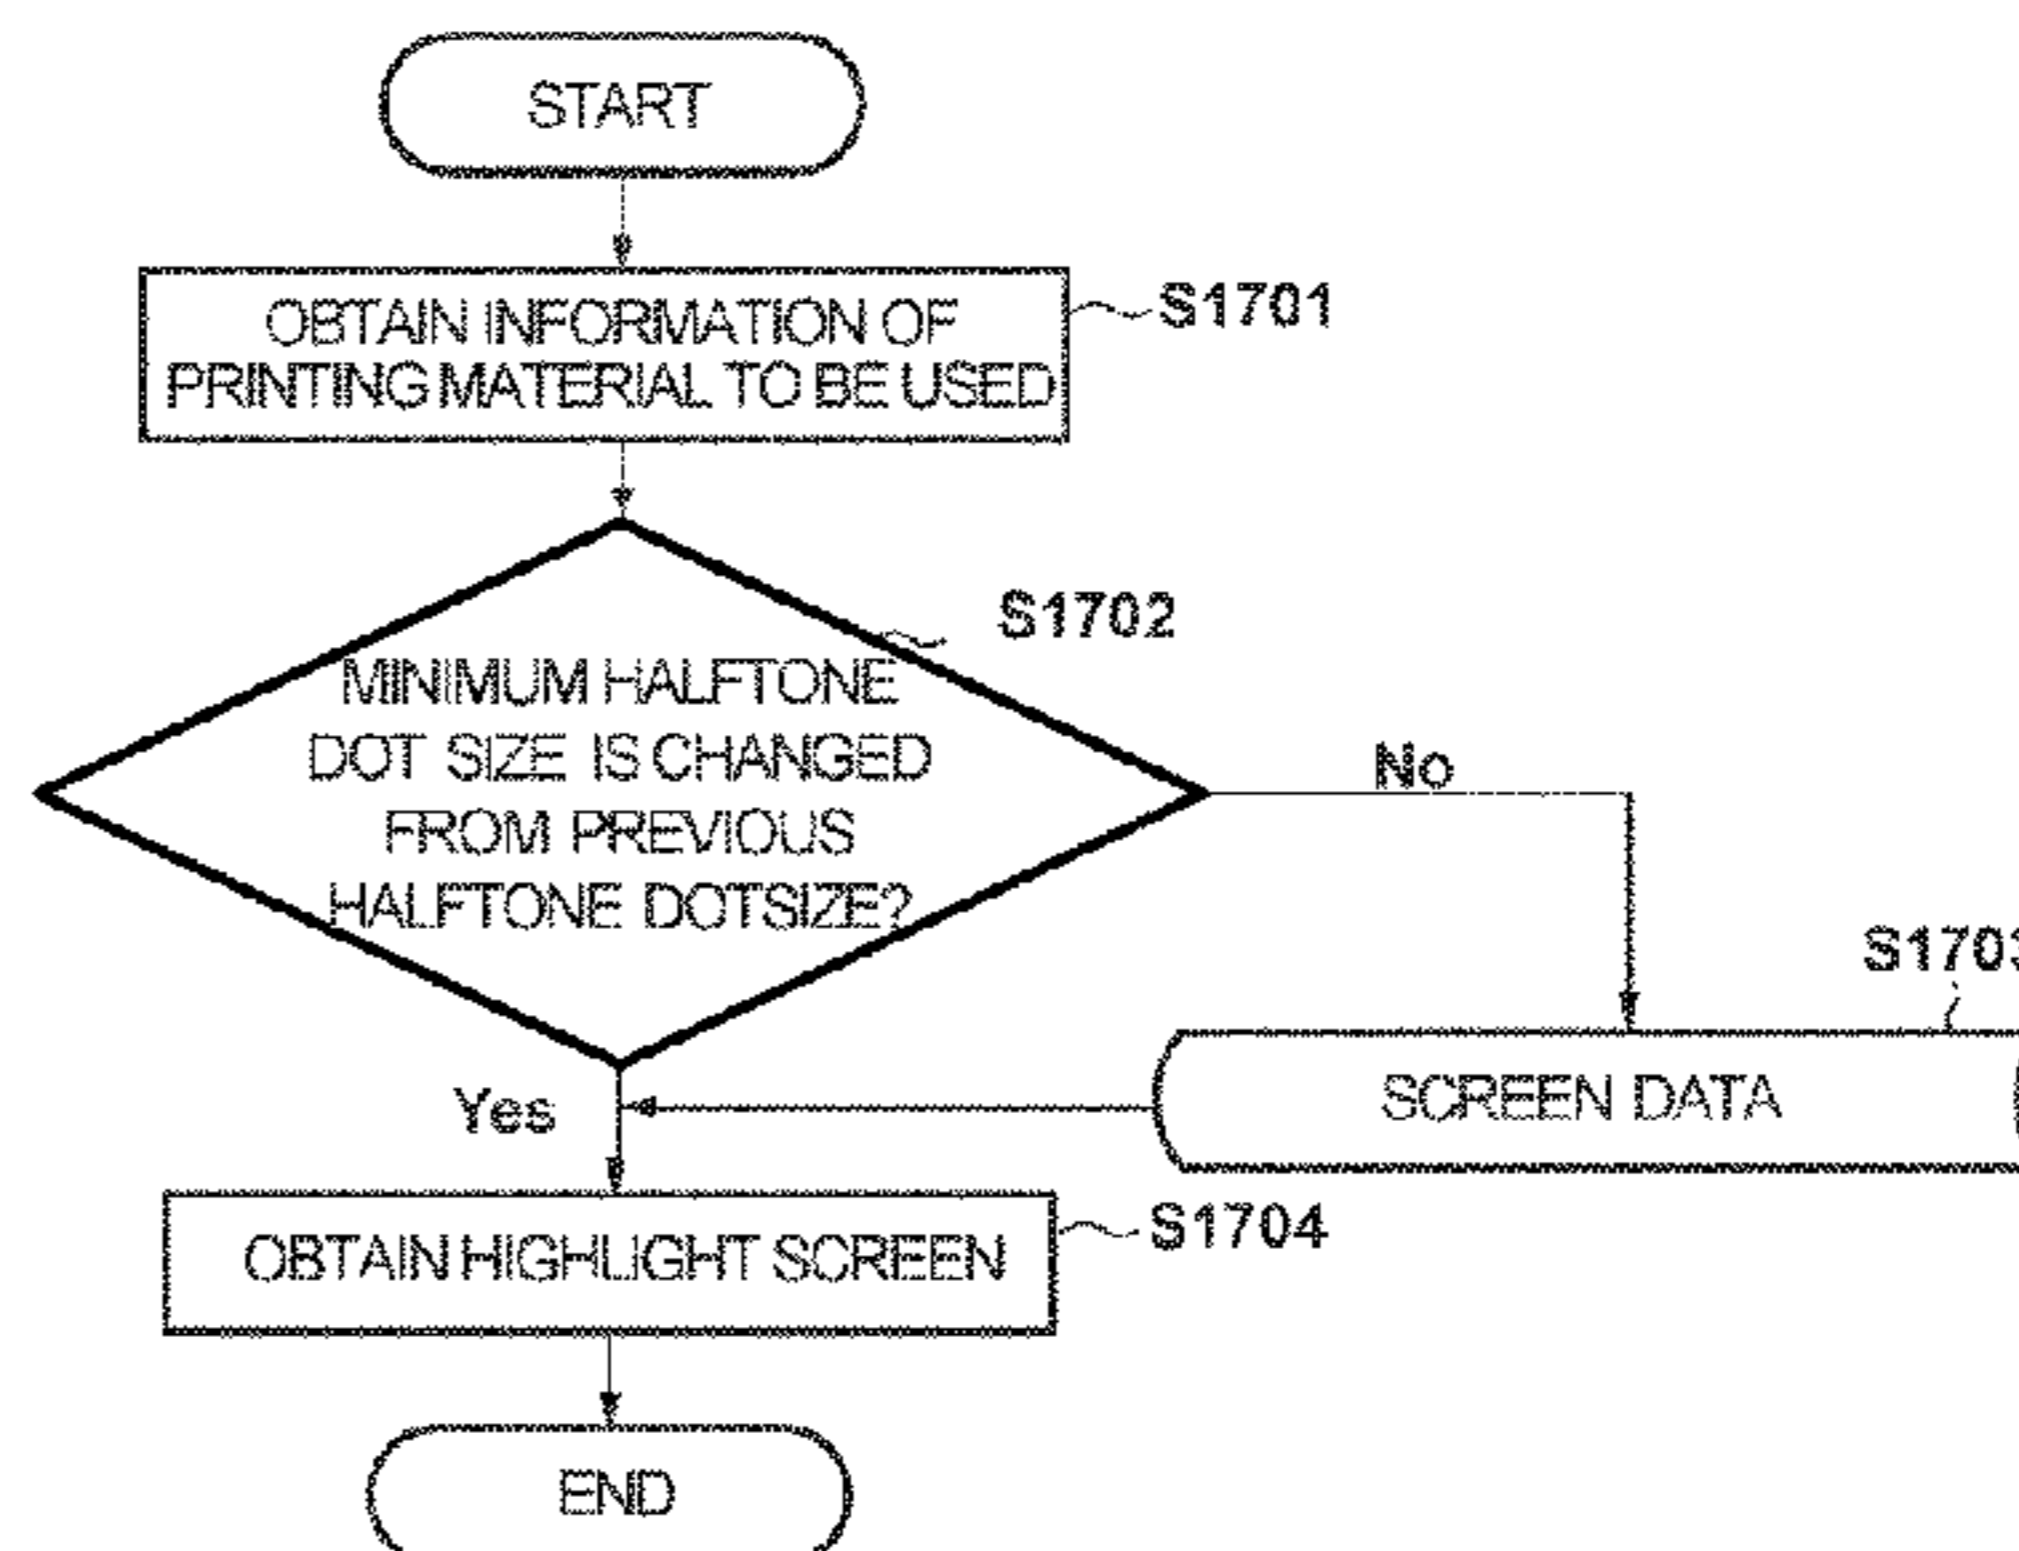 START
OBTAIN INFORMATION OF
PRINTING MATERIAL TO BE USED
S1701
S1702
MINIMUM HALFTONE
DOT SIZE IS CHANGED
FROM PREVIOUS
HALFTONE DOTSIZE?
No
S1703
SCREEN DATA
Yes
OBTAIN HIGHLIGHT SCREEN
S1704
END